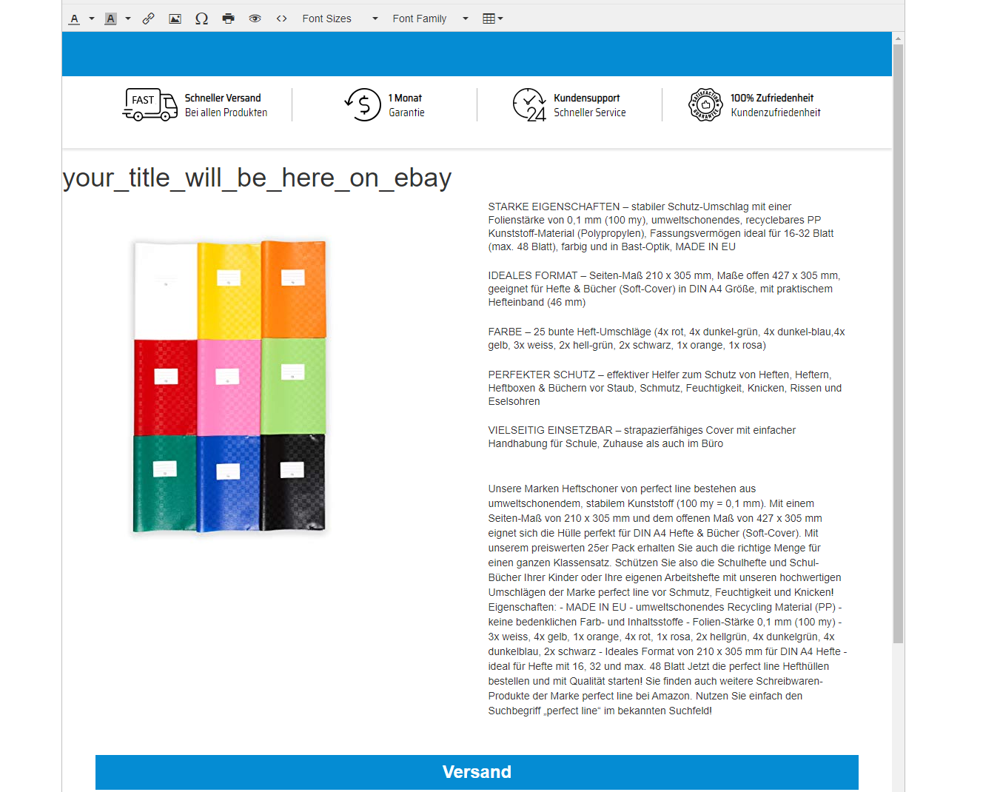 A
A
Ω
Font Sizes
Font Family
FAST
Schneller Versand
Bei allen Produkten
$
1 Monat
Garantie
24
Kundensupport
Schneller Service
SATISFACTION
GUARANTEE
100% Zufriedenheit
Kundenzufriedenheit
your_title_will_be_here_on_ebay
STARKE EIGENSCHAFTEN – stabiler Schutz-Umschlag mit einer
Folienstärke von 0,1 mm (100 my), umweltschonendes, recyclebares PP
Kunststoff-Material (Polypropylen), Fassungsvermögen ideal für 16-32 Blatt
(max. 48 Blatt), farbig und in Bast-Optik, MADE IN EU
IDEALES FORMAT – Seiten-Maß 210 x 305 mm, Maße offen 427 x 305 mm,
geeignet für Hefte & Bücher (Soft-Cover) in DIN A4 Größe, mit praktischem
Hefteinband (46 mm)
FARBE – 25 bunte Heft-Umschläge (4x rot, 4x dunkel-grün, 4x dunkel-blau,4x
gelb, 3x weiss, 2x hell-grün, 2x schwarz, 1x orange, 1x rosa)
PERFEKTER SCHUTZ – effektiver Helfer zum Schutz von Heften, Heftern,
Heftboxen & Büchern vor Staub, Schmutz, Feuchtigkeit, Knicken, Rissen und
Eselsohren
VIELSEITIG EINSETZBAR – strapazierfähiges Cover mit einfacher
Handhabung für Schule, Zuhause als auch im Büro
Unsere Marken Heftschoner von perfect line bestehen aus
umweltschonendem, stabilem Kunststoff (100 my = 0,1 mm). Mit einem
Seiten-Maß von 210 x 305 mm und dem offenen Maß von 427 x 305 mm
eignet sich die Hülle perfekt für DIN A4 Hefte & Bücher (Soft-Cover). Mit
unserem preiswerten 25er Pack erhalten Sie auch die richtige Menge für
einen ganzen Klassensatz. Schützen Sie also die Schulhefte und Schul-
Bücher Ihrer Kinder oder Ihre eigenen Arbeitshefte mit unseren hochwertigen
Umschlägen der Marke perfect line vor Schmutz, Feuchtigkeit und Knicken!
Eigenschaften: - MADE IN EU - umweltschonendes Recycling Material (PP) -
keine bedenklichen Farb- und Inhaltsstoffe - Folien-Stärke 0,1 mm (100 my) -
3x weiss, 4x gelb, 1x orange, 4x rot, 1x rosa, 2x hellgrün, 4x dunkelgrün, 4x
dunkelblau, 2x schwarz - Ideales Format von 210 x 305 mm für DIN A4 Hefte -
ideal für Hefte mit 16, 32 und max. 48 Blatt Jetzt die perfect line Hefthüllen
bestellen und mit Qualität starten! Sie finden auch weitere Schreibwaren-
Produkte der Marke perfect line bei Amazon. Nutzen Sie einfach den
Suchbegriff „perfect line“ im bekannten Suchfeld!
Versand